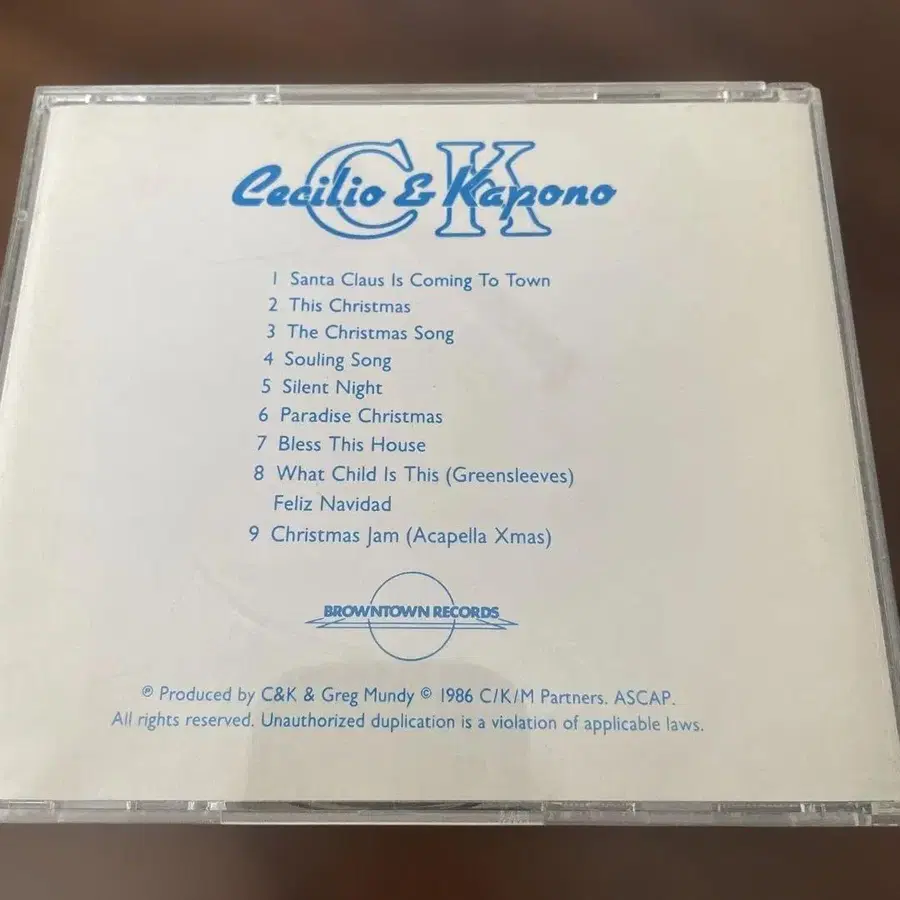 CK
Cecilio & Kapono
1 Santa Claus Is Coming To Town
2 This Christmas
3 The Christmas Song
4 Souling Song
5 Silent Night
6 Paradise Christmas
7 Bless This House
8 What Child Is This (Greensleeves)
Feliz Navidad
9 Christmas Jam (Acapella Xmas)
BROWNTOWN RECORDS
℗ Produced by C&K & Greg Mundy © 1986 C/K/M Partners. ASCAP.
All rights reserved. Unauthorized duplication is a violation of applicable laws.